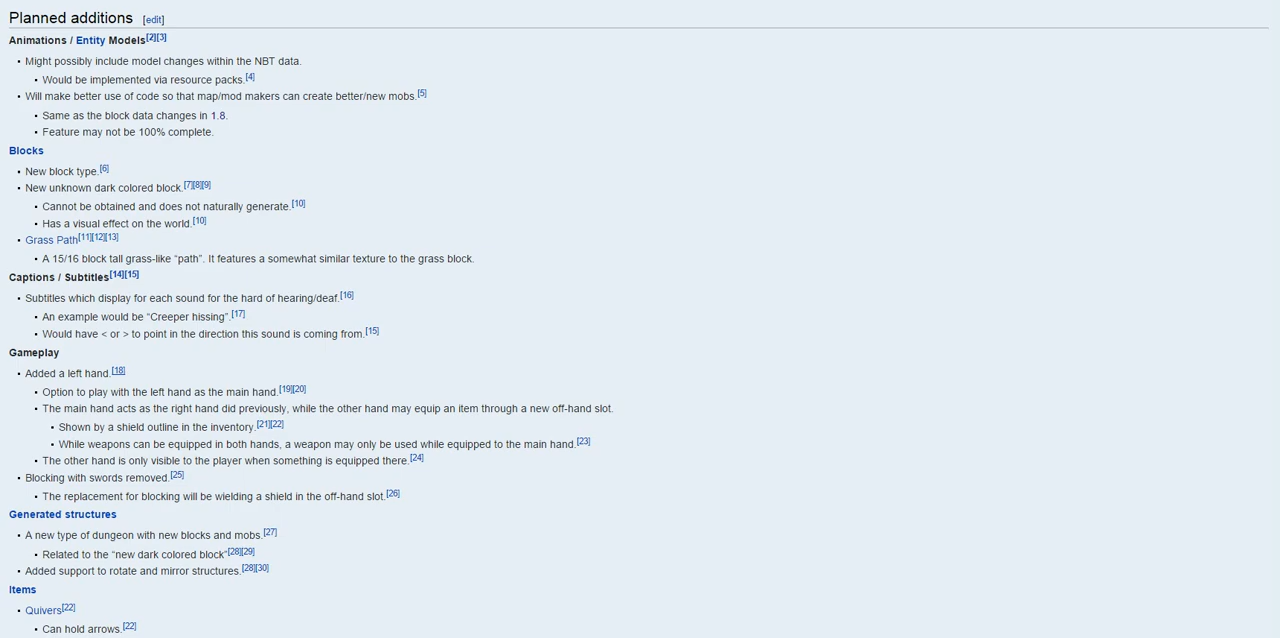 Planned additions [edit]
Animations / Entity Models[2][3]
• Might possibly include model changes within the NBT data.
• Would be implemented via resource packs.[4]
• Will make better use of code so that map/mod makers can create better/new mobs.[5]
• Same as the block data changes in 1.8.
• Feature may not be 100% complete.
Blocks
• New block type.[6]
• New unknown dark colored block.[7][8][9]
• Cannot be obtained and does not naturally generate.[10]
• Has a visual effect on the world.[10]
• Grass Path[11][12][13]
• A 15/16 block tall grass-like “path”. It features a somewhat similar texture to the grass block.
Captions / Subtitles[14][15]
• Subtitles which display for each sound for the hard of hearing/deaf.[16]
• An example would be “Creeper hissing”.[17]
• Would have < or > to point in the direction this sound is coming from.[15]
Gameplay
• Added a left hand.[18]
• Option to play with the left hand as the main hand.[19][20]
• The main hand acts as the right hand did previously, while the other hand may equip an item through a new off-hand slot.
• Shown by a shield outline in the inventory.[21][22]
• While weapons can be equipped in both hands, a weapon may only be used while equipped to the main hand.[23]
• The other hand is only visible to the player when something is equipped there.[24]
• Blocking with swords removed.[25]
• The replacement for blocking will be wielding a shield in the off-hand slot.[26]
Generated structures
• A new type of dungeon with new blocks and mobs.[27]
• Related to the “new dark colored block”[28][29]
• Added support to rotate and mirror structures.[28][30]
Items
• Quivers[22]
• Can hold arrows.[22]